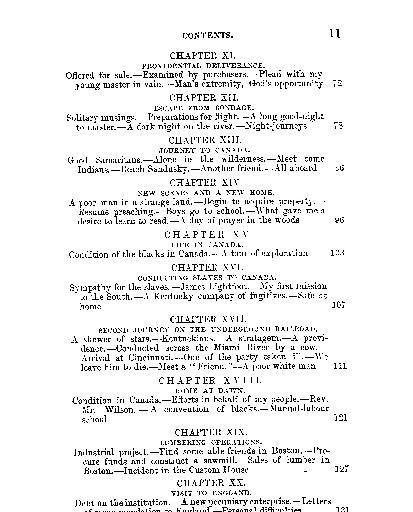 CONTENTS. 11
CHAPTER XI.
PROVIDENTIAL DELIVERANCE.
Offered for sale.—Examined by purchasers.—Plead with my
young master in vain.—Man's extremity, God's opportunity 72
CHAPTER XII.
ESCAPE FROM BONDAGE.
Solitary musings.—Preparations for flight.—A long good-night
to master.—A dark night on the river.—Night-journeys 78
CHAPTER XIII.
JOURNEY TO CANADA.
Good Samaritans.—Alone in the wilderness.—Meet some
Indians.—Reach Sandusky.—Another friend.—All aboard 86
CHAPTER XIV.
NEW SCENES AND A NEW HOME.
A poor man in a strange land.—Begin to acquire property.—
Resume preaching.—Boys go to school.—What gave me a
desire to learn to read.—A day of prayer in the woods 96
CHAPTER XV.
LIFE IN CANADA.
Condition of the blacks in Canada.—A tour of exploration 103
CHAPTER XVI.
CONDUCTING SLAVES TO CANADA.
Sympathy for the slaves.—James Lightfoot.—My first mission
to the South.—A Kentucky company of fugitives.—Safe at
home 107
CHAPTER XVII.
SECOND JOURNEY ON THE UNDERGROUND RAILROAD.
A shower of stars.—Kentuckians.—A stratagem.—A provi-
dence.—Conducted across the Miami River by a cow.—
Arrival at Cincinnati.—One of the party taken ill.—We
leave him to die.—Meet a "Friend."—A poor white man 111
CHAPTER XVIII.
HOME AT DAWN.
Condition in Canada.—Efforts in behalf of my people.—Rev.
Mr. Wilson.—A convention of blacks.—Manual-labour
school 121
CHAPTER XIX.
LUMBERING OPERATIONS.
Industrial project.—Find some able friends in Boston.—Pro-
cure funds and construct a sawmill.—Sales of lumber in
Boston.—Incident in the Custom House 127
CHAPTER XX.
VISIT TO ENGLAND.
Debt on the institution.—A new pecuniary enterprise.—Letters
of recommendation to England.—Personal difficulties 131